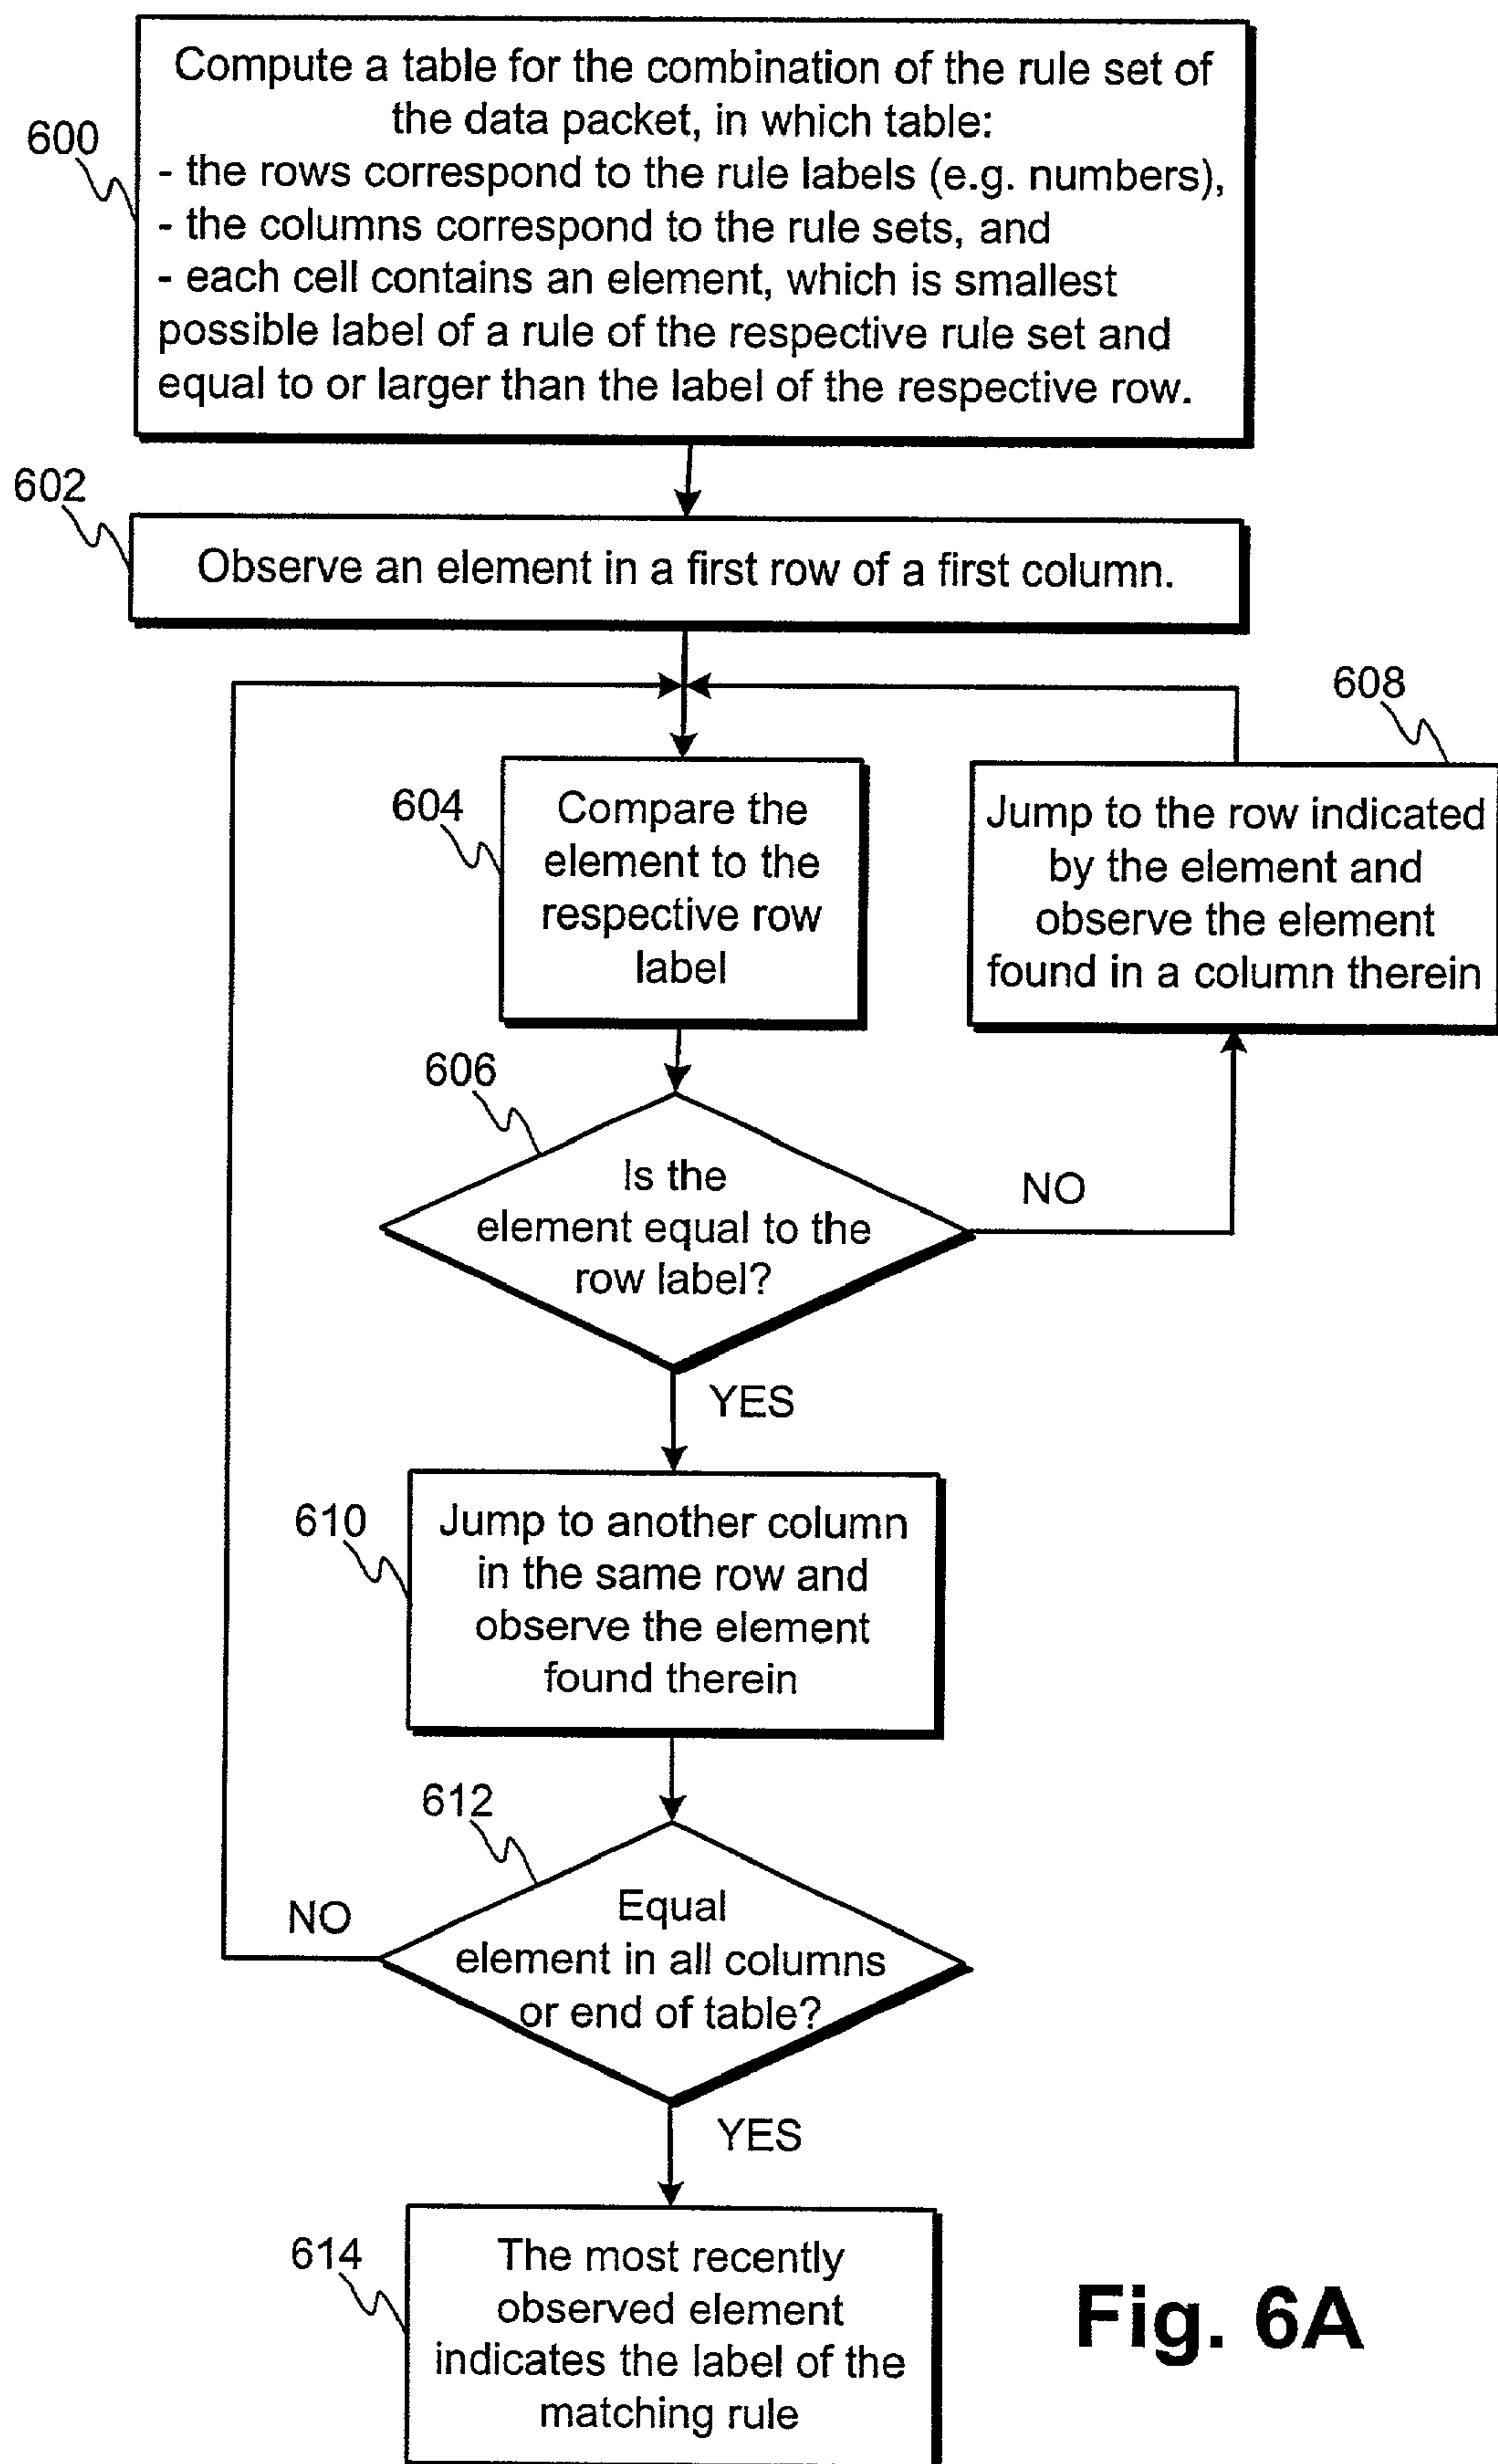 Compute a table for the combination of the rule set of
the data packet, in which table:
- the rows correspond to the rule labels (e.g. numbers),
- the columns correspond to the rule sets, and
- each cell contains an element, which is smallest
possible label of a rule of the respective rule set and
equal to or larger than the label of the respective row.
600
602
Observe an element in a first row of a first column.
608
604
Compare the
element to the
respective row
label
Jump to the row indicated
by the element and
observe the element
found in a column therein
606
Is the
element equal to the
row label?
NO
YES
610
Jump to another column
in the same row and
observe the element
found therein
612
Equal
element in all columns
or end of table?
NO
YES
614
The most recently
observed element
indicates the label of the
matching rule
Fig. 6A